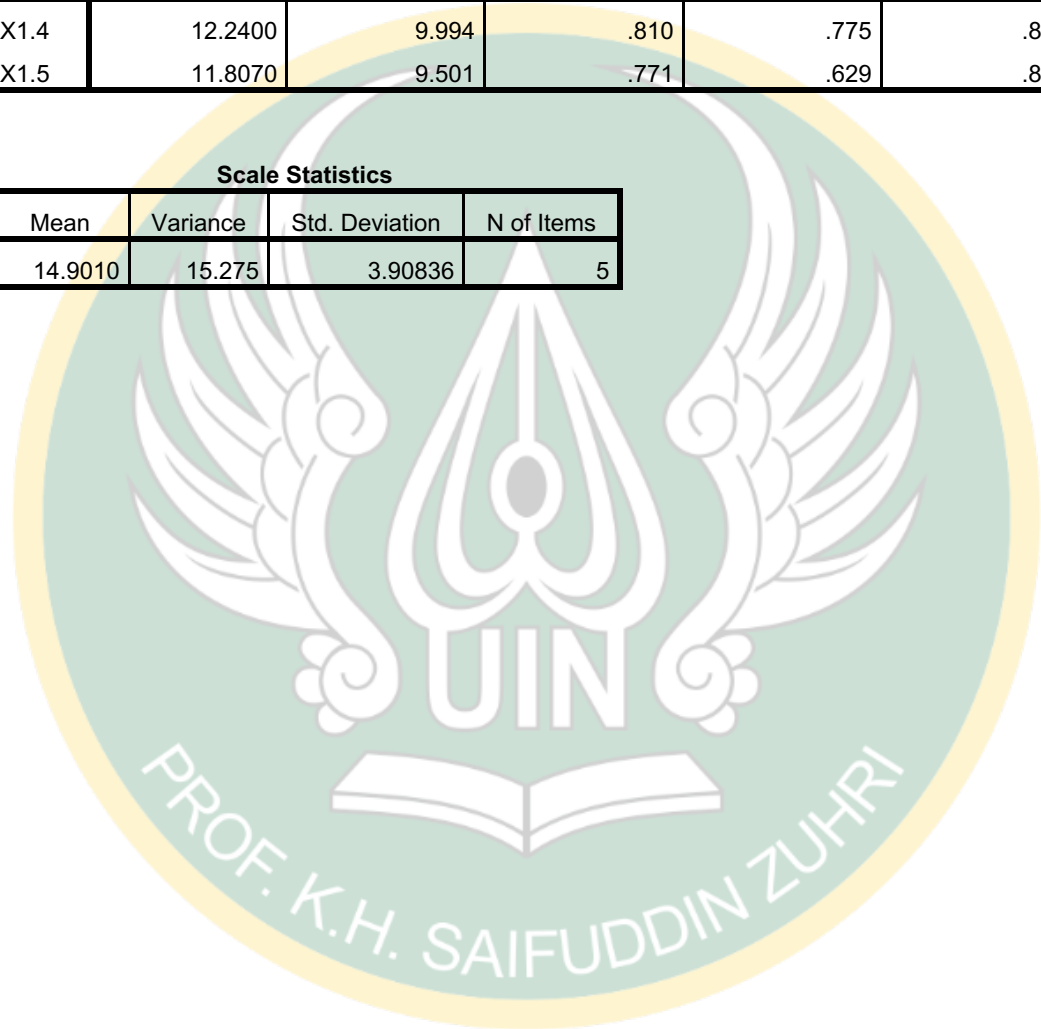 X1.4 12.2400 9.994 .810 .775 .8
X1.5 11.8070 9.501 .771 .629 .8
Scale Statistics
Mean Variance Std. Deviation N of Items
14.9010 15.275 3.90836 5
UIN
PROF. K.H. SAIFUDDIN ZUHRI